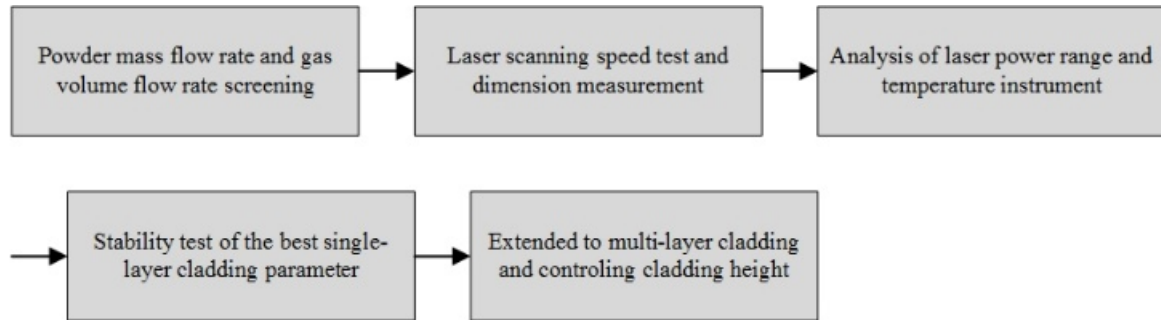 Powder mass flow rate and gas
volume flow rate screening
Laser scanning speed test and
dimension measurement
Analysis of laser power range and
temperature instrument
Stability test of the best single-
layer cladding parameter
Extended to multi-layer cladding
and controling cladding height